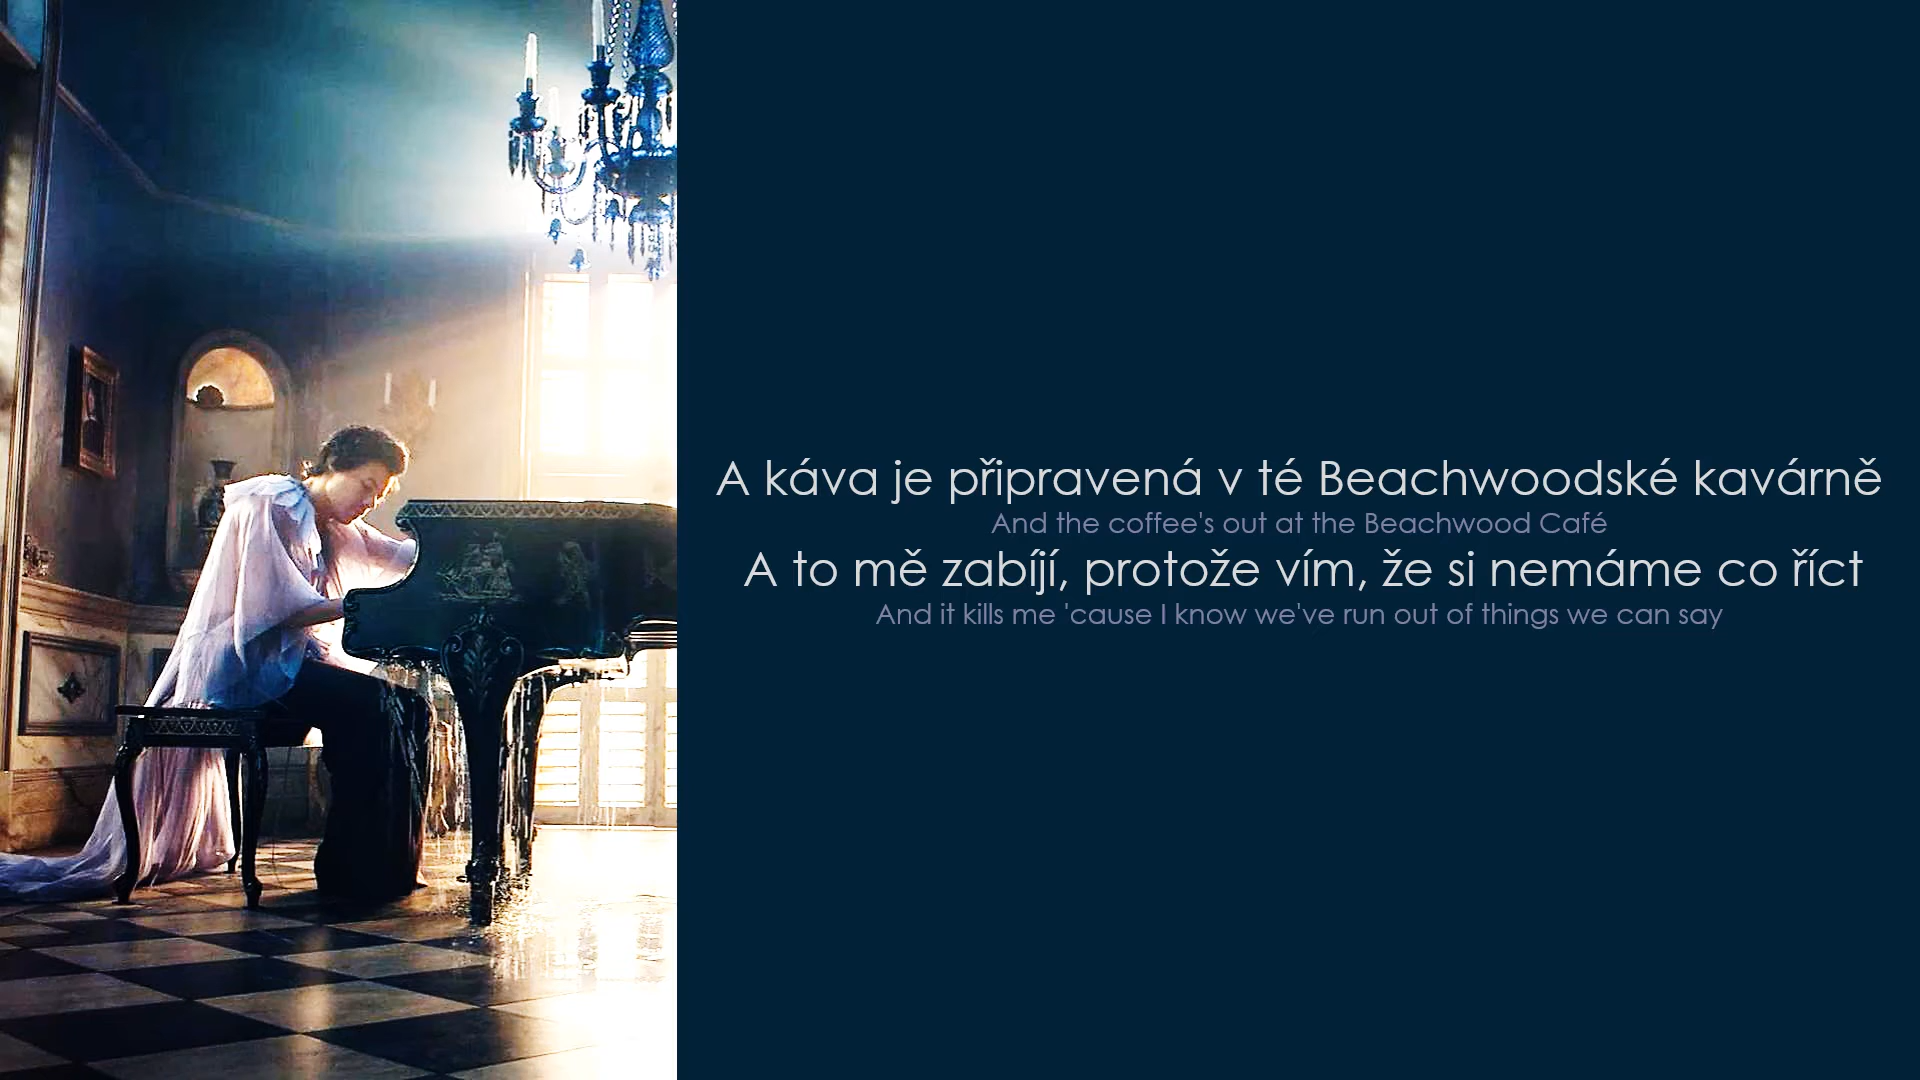 A káva je připravená v té Beachwoodské kavárně
And the coffee's out at the Beachwood Café
A to mě zabíjí, protože vím, že si nemáme co říct
And it kills me 'cause I know we've run out of things we can say